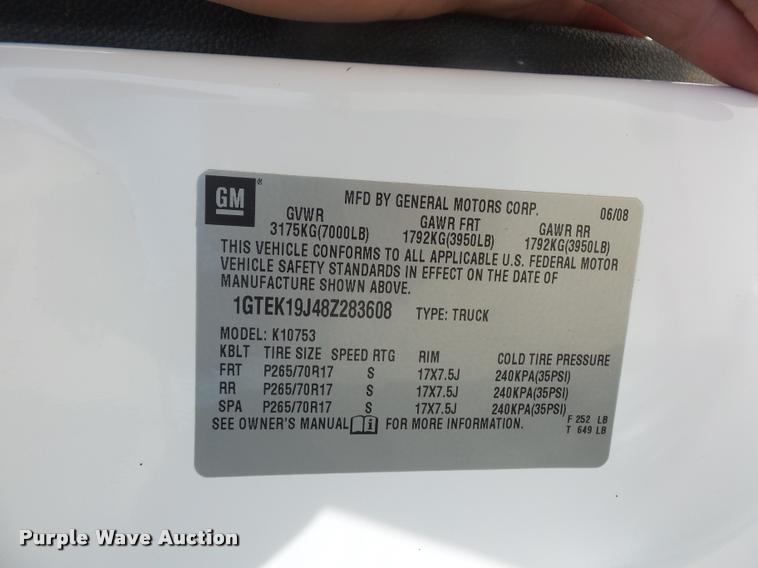 GM®
MFD BY GENERAL MOTORS CORP. 06/08
GVWR GAWR FRT GAWR RR
3175KG(7000LB) 1792KG(3950LB) 1792KG(3950LB)
THIS VEHICLE CONFORMS TO ALL APPLICABLE U.S. FEDERAL MOTOR
VEHICLE SAFETY STANDARDS IN EFFECT ON THE DATE OF
MANUFACTURE SHOWN ABOVE.
1GTEK19J48Z283608 TYPE: TRUCK
MODEL: K10753
KBLT TIRE SIZE SPEED RTG RIM COLD TIRE PRESSURE
FRT P265/70R17 S 17X7.5J 240KPA(35PSI)
RR P265/70R17 S 17X7.5J 240KPA(35PSI)
SPA P265/70R17 S 17X7.5J 240KPA(35PSI)
SEE OWNER'S MANUAL i FOR MORE INFORMATION.
F 252 LB
T 649 LB
Purple Wave Auction